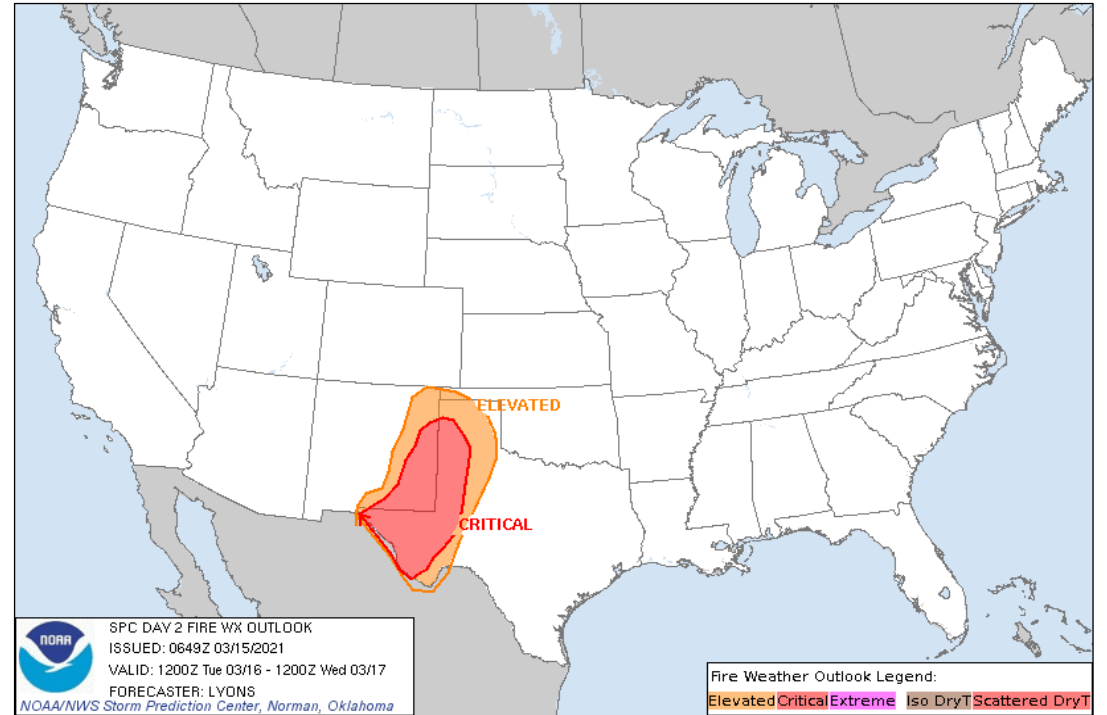 ELEVATED
CRITICAL
NOAA
SPC DAY 2 FIRE WX OUTLOOK
ISSUED: 0649Z 03/15/2021
VALID: 1200Z Tue 03/16 - 1200Z Wed 03/17
FORECASTER: LYONS
NOAA/NWS Storm Prediction Center, Norman, Oklahoma
Fire Weather Outlook Legend:
Elevated Critical Extreme Iso DryT Scattered DryT